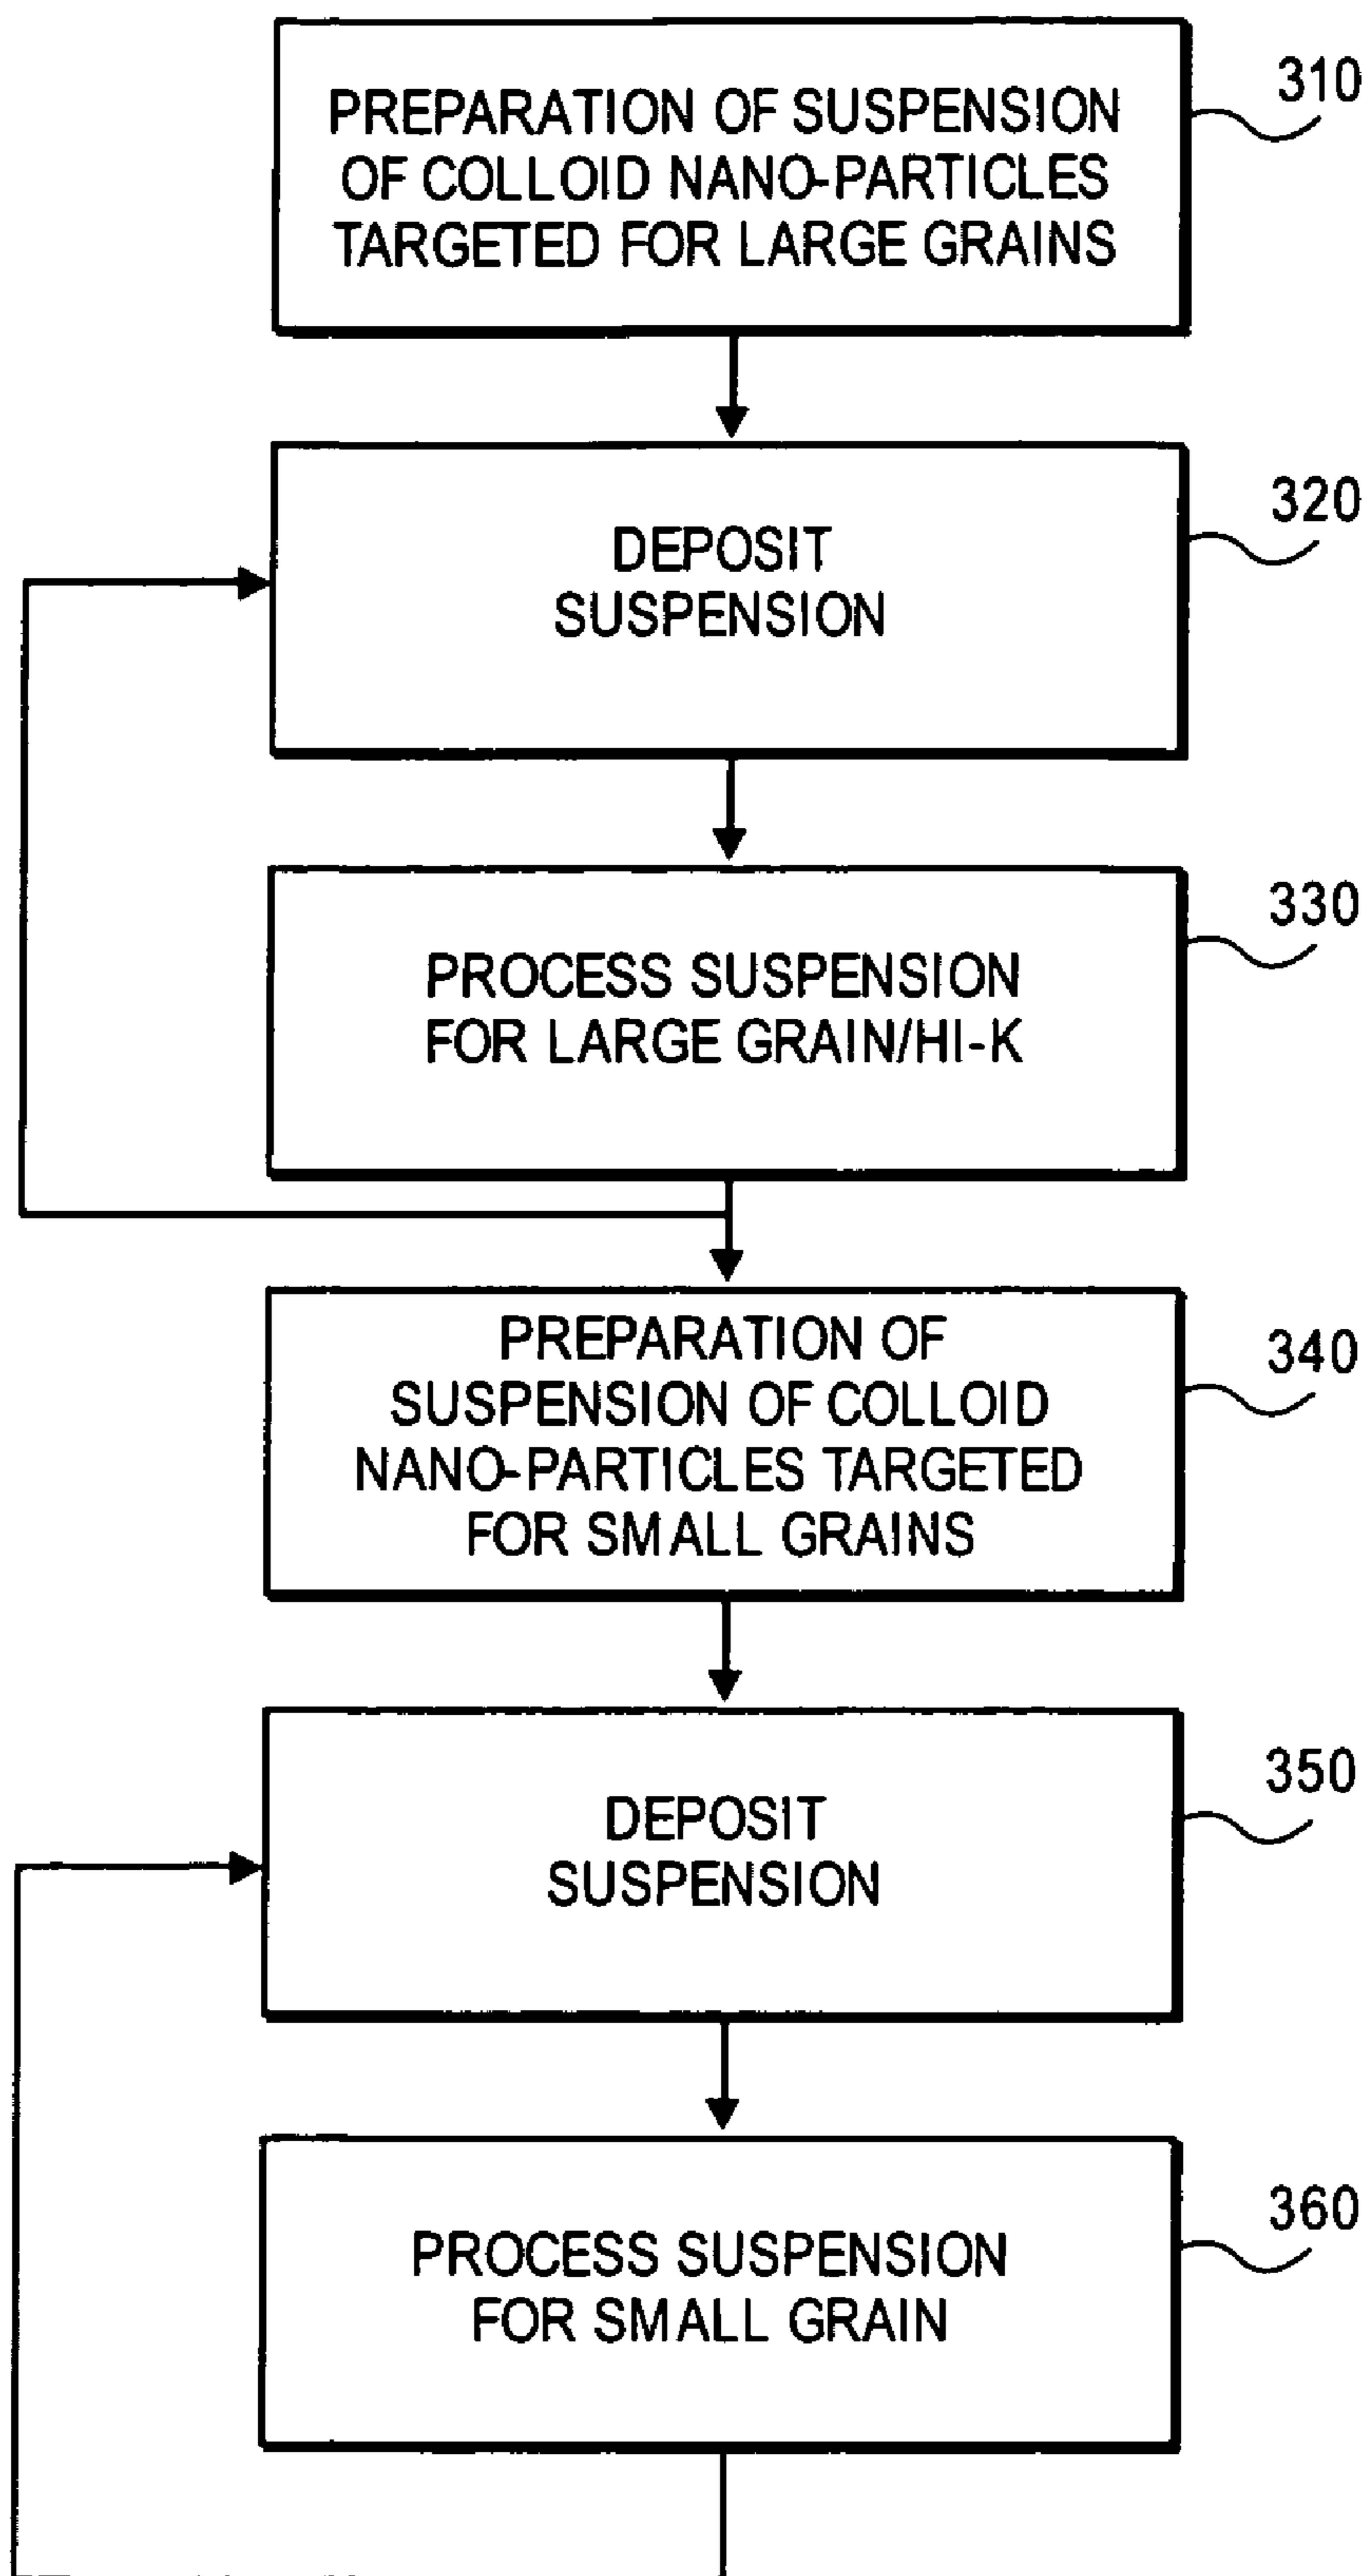 PREPARATION OF SUSPENSION
OF COLLOID NANO-PARTICLES
TARGETED FOR LARGE GRAINS
310
DEPOSIT
SUSPENSION
320
PROCESS SUSPENSION
FOR LARGE GRAIN/HI-K
330
PREPARATION OF
SUSPENSION OF COLLOID
NANO-PARTICLES TARGETED
FOR SMALL GRAINS
340
DEPOSIT
SUSPENSION
350
PROCESS SUSPENSION
FOR SMALL GRAIN
360